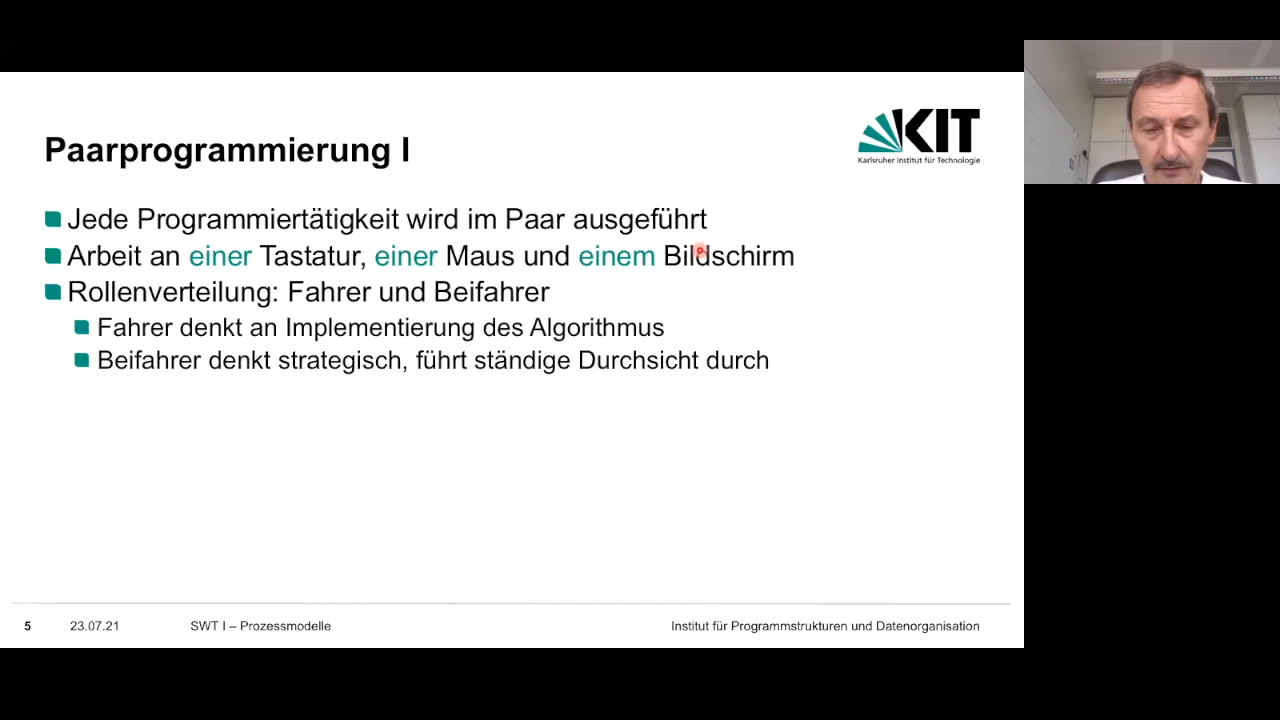 Paarprogrammierung I
KIT
Karlsruher Institut für Technologie
Jede Programmiertätigkeit wird im Paar ausgeführt
Arbeit an einer Tastatur, einer Maus und einem Bildschirm
Rollenverteilung: Fahrer und Beifahrer
Fahrer denkt an Implementierung des Algorithmus
Beifahrer denkt strategisch, führt ständige Durchsicht durch
5 23.07.21 SWT I – Prozessmodelle Institut für Programmstrukturen und Datenorganisation